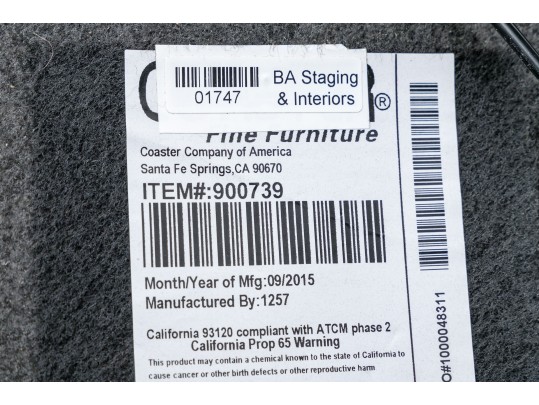 BA Staging
01747
& Interiors
®
Fine Furniture
Coaster Company of America
Santa Fe Springs,CA 90670
ITEM#:900739
Month/Year of Mfg:09/2015
Manufactured By:1257
California 93120 compliant with ATCM phase 2
California Prop 65 Warning
This product may contain a chemical known to the state of California to
cause cancer or other birth defects or other reproductive harm
O#1000048311